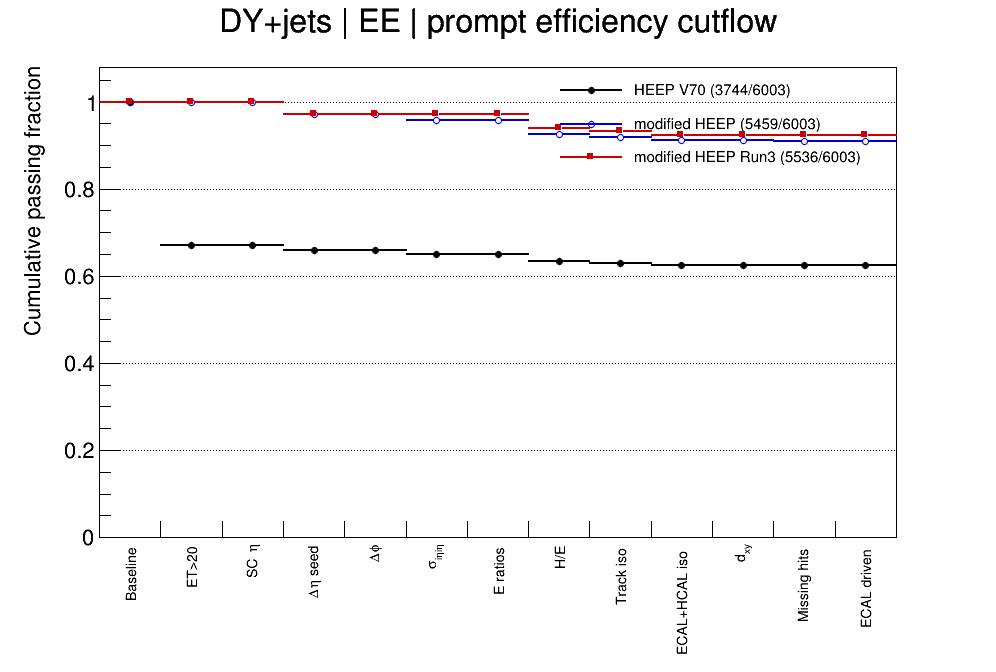 DY+jets | EE | prompt efficiency cutflow
Cumulative passing fraction
HEEP V70 (3744/6003)
modified HEEP (5459/6003)
modified HEEP Run3 (5536/6003)
1
0.8
0.6
0.4
0.2
0
Baseline
ET>20
SC η
Δη seed
Δϕ
σiηiη
E ratios
H/E
Track iso
ECAL+HCAL iso
dxy
Missing hits
ECAL driven